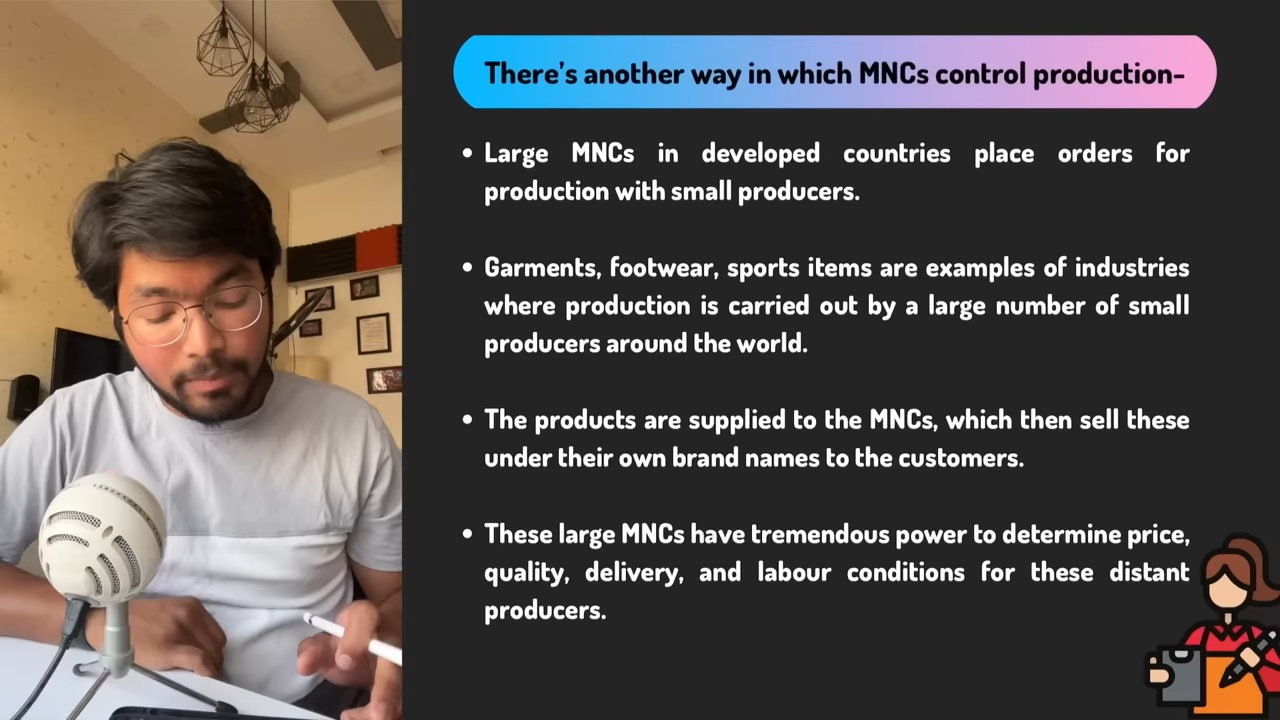 There's another way in which MNCs control production-
• Large MNCs in developed countries place orders for
production with small producers.
• Garments, footwear, sports items are examples of industries
where production is carried out by a large number of small
producers around the world.
• The products are supplied to the MNCs, which then sell these
under their own brand names to the customers.
• These large MNCs have tremendous power to determine price,
quality, delivery, and labour conditions for these distant
producers.